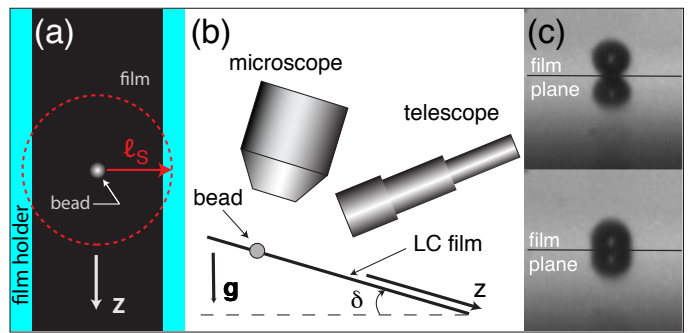 (a)
film
ℓs
bead
film holder
z
(b)
microscope
telescope
bead
LC film
g
δ
z
(c)
film
plane
film
plane